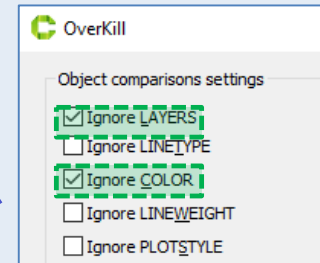 OverKill
Object comparisons settings
Ignore LAYERS
Ignore LINETYPE
Ignore COLOR
Ignore LINEWEIGHT
Ignore PLOTSTYLE